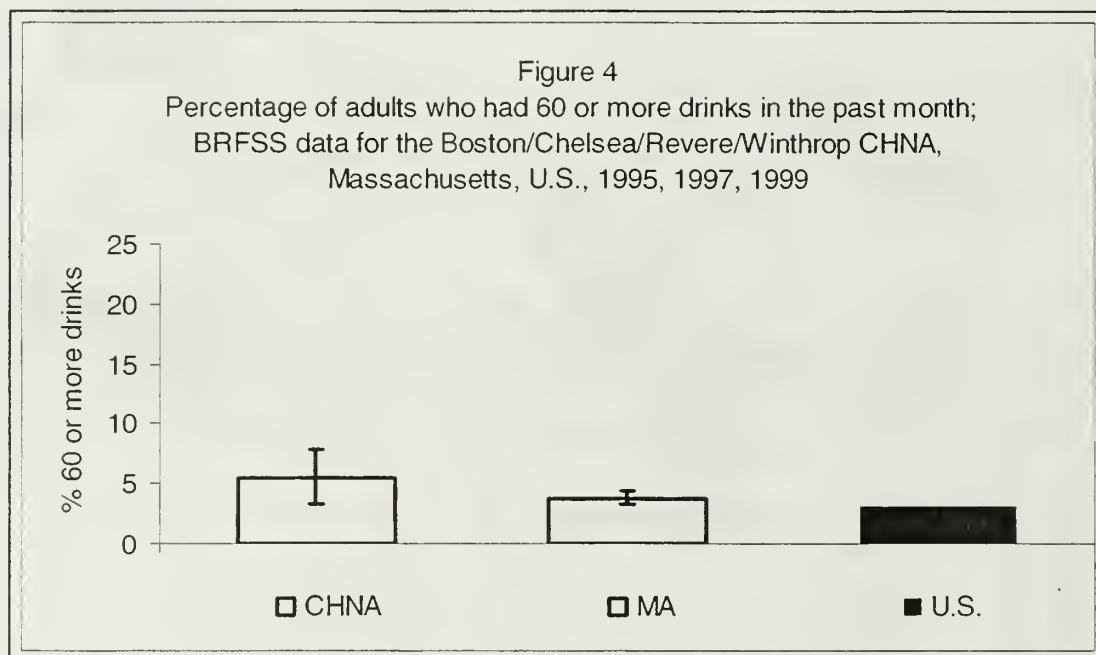 Figure 4
Percentage of adults who had 60 or more drinks in the past month;
BRFSS data for the Boston/Chelsea/Revere/Winthrop CHNA,
Massachusetts, U.S., 1995, 1997, 1999
% 60 or more drinks
25
20
15
10
5
0
CHNA MA U.S.